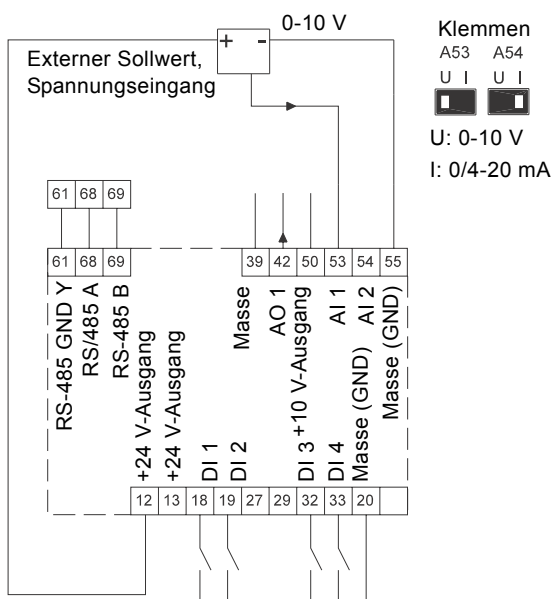 0-10 V
+ -
Externer Sollwert,
Spannungseingang
Klemmen
A53 A54
U I U I
U: 0-10 V
I: 0/4-20 mA
61 68 69
61 68 69
39 42 50 53 54 55
RS-485 GND Y
RS/485 A
RS-485 B
+24 V-Ausgang
+24 V-Ausgang
DI 1
DI 2
Masse
AO 1
DI 3
+10 V-Ausgang
DI 4
AI 1
Masse (GND)
AI 2
Masse (GND)
12 13 18 19 27 29 32 33 20